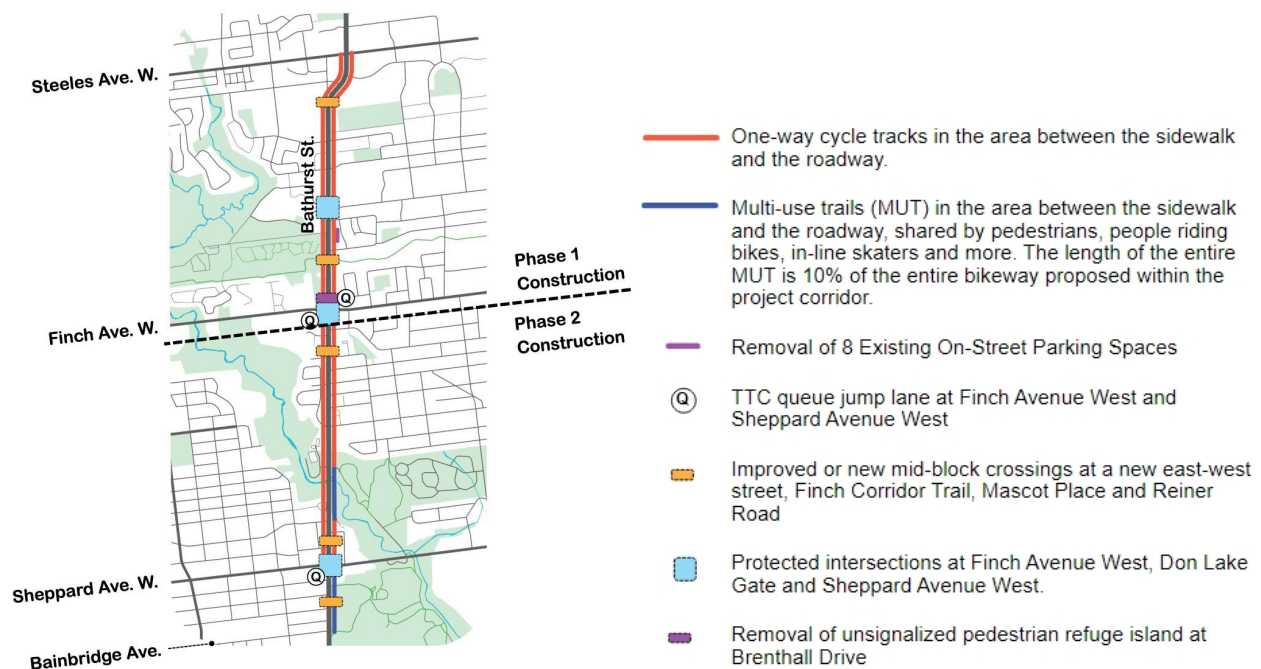 Steeles Ave. W.
Bathurst St.
Phase 1
Construction
Q
Finch Ave. W.
Q
Phase 2
Construction
Sheppard Ave. W.
Q
Bainbridge Ave.
One-way cycle tracks in the area between the sidewalk
and the roadway.
Multi-use trails (MUT) in the area between the sidewalk
and the roadway, shared by pedestrians, people riding
bikes, in-line skaters and more. The length of the entire
MUT is 10% of the entire bikeway proposed within the
project corridor.
Removal of 8 Existing On-Street Parking Spaces
Q
TTC queue jump lane at Finch Avenue West and
Sheppard Avenue West
Improved or new mid-block crossings at a new east-west
street, Finch Corridor Trail, Mascot Place and Reiner
Road
Protected intersections at Finch Avenue West, Don Lake
Gate and Sheppard Avenue West.
Removal of unsignalized pedestrian refuge island at
Brenthall Drive